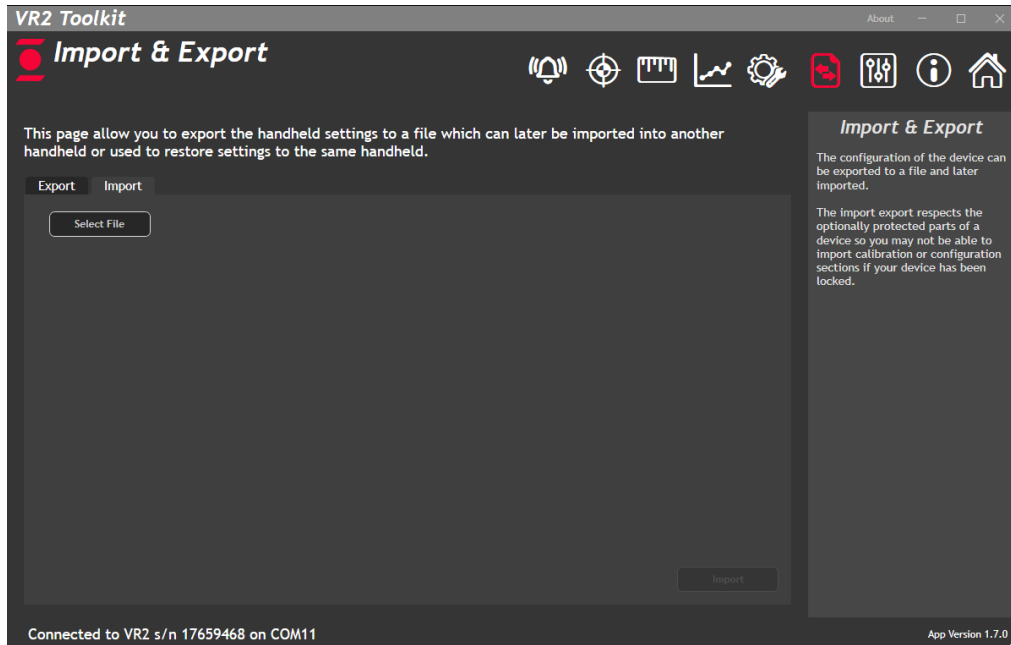 VR2 Toolkit
About
Import & Export
This page allow you to export the handheld settings to a file which can later be imported into another
handheld or used to restore settings to the same handheld.
Export Import
Select File
Import
Import & Export
The configuration of the device can
be exported to a file and later
imported.
The import export respects the
optionally protected parts of a
device so you may not be able to
import calibration or configuration
sections if your device has been
locked.
Connected to VR2 s/n 17659468 on COM11
App Version 1.7.0